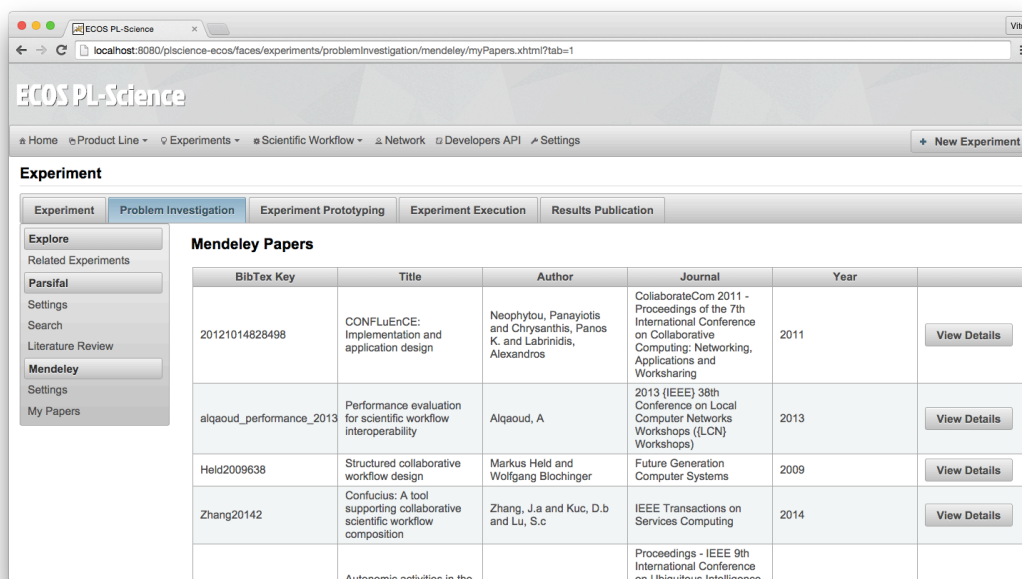 ECOS PL-Science
localhost:8080/plscience-ecos/faces/experiments/problemInvestigation/mendeley/myPapers.xhtml?tab=1
ECOS PL-Science
Home Product Line Experiments Scientific Workflow Network Developers API Settings
+ New Experiment
Experiment
Experiment Problem Investigation Experiment Prototyping Experiment Execution Results Publication
Explore
Related Experiments
Parsifal
Settings
Search
Literature Review
Mendeley
Settings
My Papers
Mendeley Papers
BibTex Key Title Author Journal Year
20121014828498
CONFLuEnCE:
Implementation and
application design
Neophytou, Panayiotis
and Chrysanthis, Panos
K. and Labrinidis,
Alexandros
ColiaborateCom 2011 -
Proceedings of the 7th
International Conference
on Collaborative
Computing: Networking,
Applications and
Worksharing
2011
View Details
alqaoud_performance_2013
Performance evaluation
for scientific workflow
interoperability
Alqaoud, A
2013 {IEEE} 38th
Conference on Local
Computer Networks
Workshops ({LCN}
Workshops)
2013
View Details
Held2009638
Structured collaborative
workflow design
Markus Held and
Wolfgang Blochinger
Future Generation
Computer Systems
2009
View Details
Zhang20142
Confucius: A tool
supporting collaborative
scientific workflow
composition
Zhang, J.a and Kuc, D.b
and Lu, S.c
IEEE Transactions on
Services Computing
2014
View Details
Autonomic activities in the
Proceedings - IEEE 9th
International Conference
on Ubiquitous Intelligence